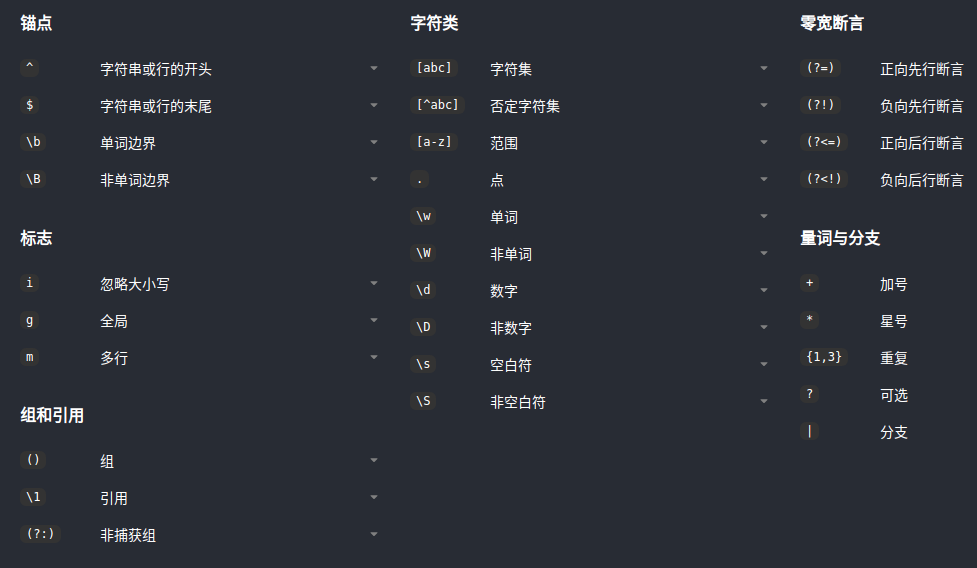 锚点
^ 字符串或行的开头
$ 字符串或行的末尾
\b 单词边界
\B 非单词边界
标志
i 忽略大小写
g 全局
m 多行
组和引用
() 组
\1 引用
(?:) 非捕获组
字符类
[abc] 字符集
[^abc] 否定字符集
[a-z] 范围
. 点
\w 单词
\W 非单词
\d 数字
\D 非数字
\s 空白符
\S 非空白符
零宽断言
(?=) 正向先行断言
(?!) 负向先行断言
(?<=) 正向后行断言
(?<!) 负向后行断言
量词与分支
+ 加号
* 星号
{1,3} 重复
? 可选
| 分支